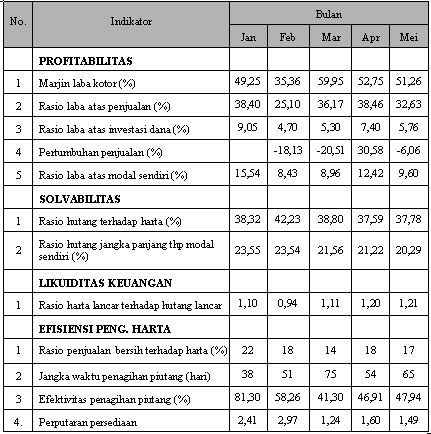 No. Indikator Bulan
Jan Feb Mar Apr Mei
PROFITABILITAS
1 Marjin laba kotor (%) 49,25 35,36 59,95 52,75 51,26
2 Rasio laba atas penjualan (%) 38,40 25,10 36,17 38,46 32,63
3 Rasio laba atas investasi dana (%) 9,05 4,70 5,30 7,40 5,76
4 Pertumbuhan penjualan (%) -18,13 -20,51 30,58 -6,06
5 Rasio laba atas modal sendiri (%) 15,54 8,43 8,96 12,42 9,60
SOLVABILITAS
1 Rasio hutang terhadap harta (%) 38,32 42,23 38,80 37,59 37,78
2 Rasio hutang jangka panjang thp modal sendiri (%) 23,55 23,54 21,56 21,22 20,29
LIKUIDITAS KEUANGAN
1 Rasio harta lancar terhadap hutang lancar 1,10 0,94 1,11 1,20 1,21
EFISIENSI PENG. HARTA
1 Rasio penjualan bersih terhadap harta (%) 22 18 14 18 17
2 Jangka waktu penagihan piutang (hari) 38 51 75 54 65
3 Efektivitas penagihan piutang (%) 81,30 58,26 41,30 46,91 47,94
4. Perputaran persediaan 2,41 2,97 1,24 1,60 1,49